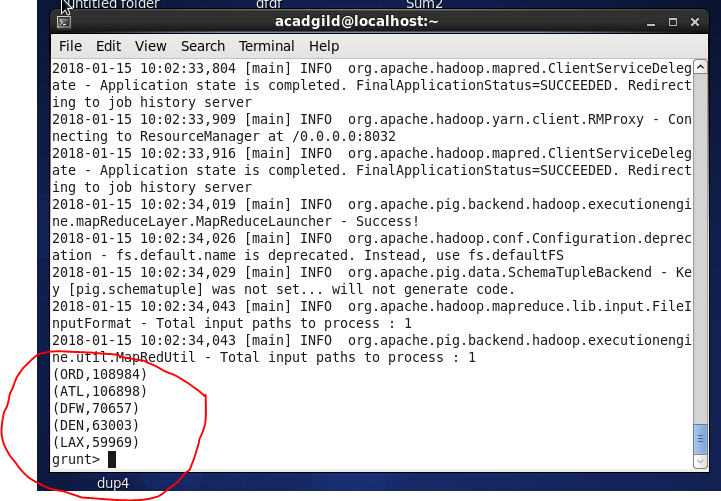 Untitled folder dfdf Sum2
acadgild@localhost:~
File Edit View Search Terminal Help
2018-01-15 10:02:33,804 [main] INFO  org.apache.hadoop.mapred.ClientServiceDeleg
ate - Application state is completed. FinalApplicationStatus=SUCCEEDED. Redirect
ing to job history server
2018-01-15 10:02:33,909 [main] INFO  org.apache.hadoop.yarn.client.RMProxy - Con
necting to ResourceManager at /0.0.0.0:8032
2018-01-15 10:02:33,916 [main] INFO  org.apache.hadoop.mapred.ClientServiceDeleg
ate - Application state is completed. FinalApplicationStatus=SUCCEEDED. Redirect
ing to job history server
2018-01-15 10:02:34,019 [main] INFO  org.apache.pig.backend.hadoop.executionengi
ne.mapReduceLayer.MapReduceLauncher - Success!
2018-01-15 10:02:34,026 [main] INFO  org.apache.hadoop.conf.Configuration.deprec
ation - fs.default.name is deprecated. Instead, use fs.defaultFS
2018-01-15 10:02:34,029 [main] INFO  org.apache.pig.data.SchemaTupleBackend - Ke
y [pig.schematuple] was not set... will not generate code.
2018-01-15 10:02:34,043 [main] INFO  org.apache.hadoop.mapreduce.lib.input.FileI
nputFormat - Total input paths to process : 1
2018-01-15 10:02:34,043 [main] INFO  org.apache.pig.backend.hadoop.executionengi
ne.util.MapRedUtil - Total input paths to process : 1
(ORD,108984)
(ATL,106898)
(DFW,70657)
(DEN,63003)
(LAX,59969)
grunt>
dup4